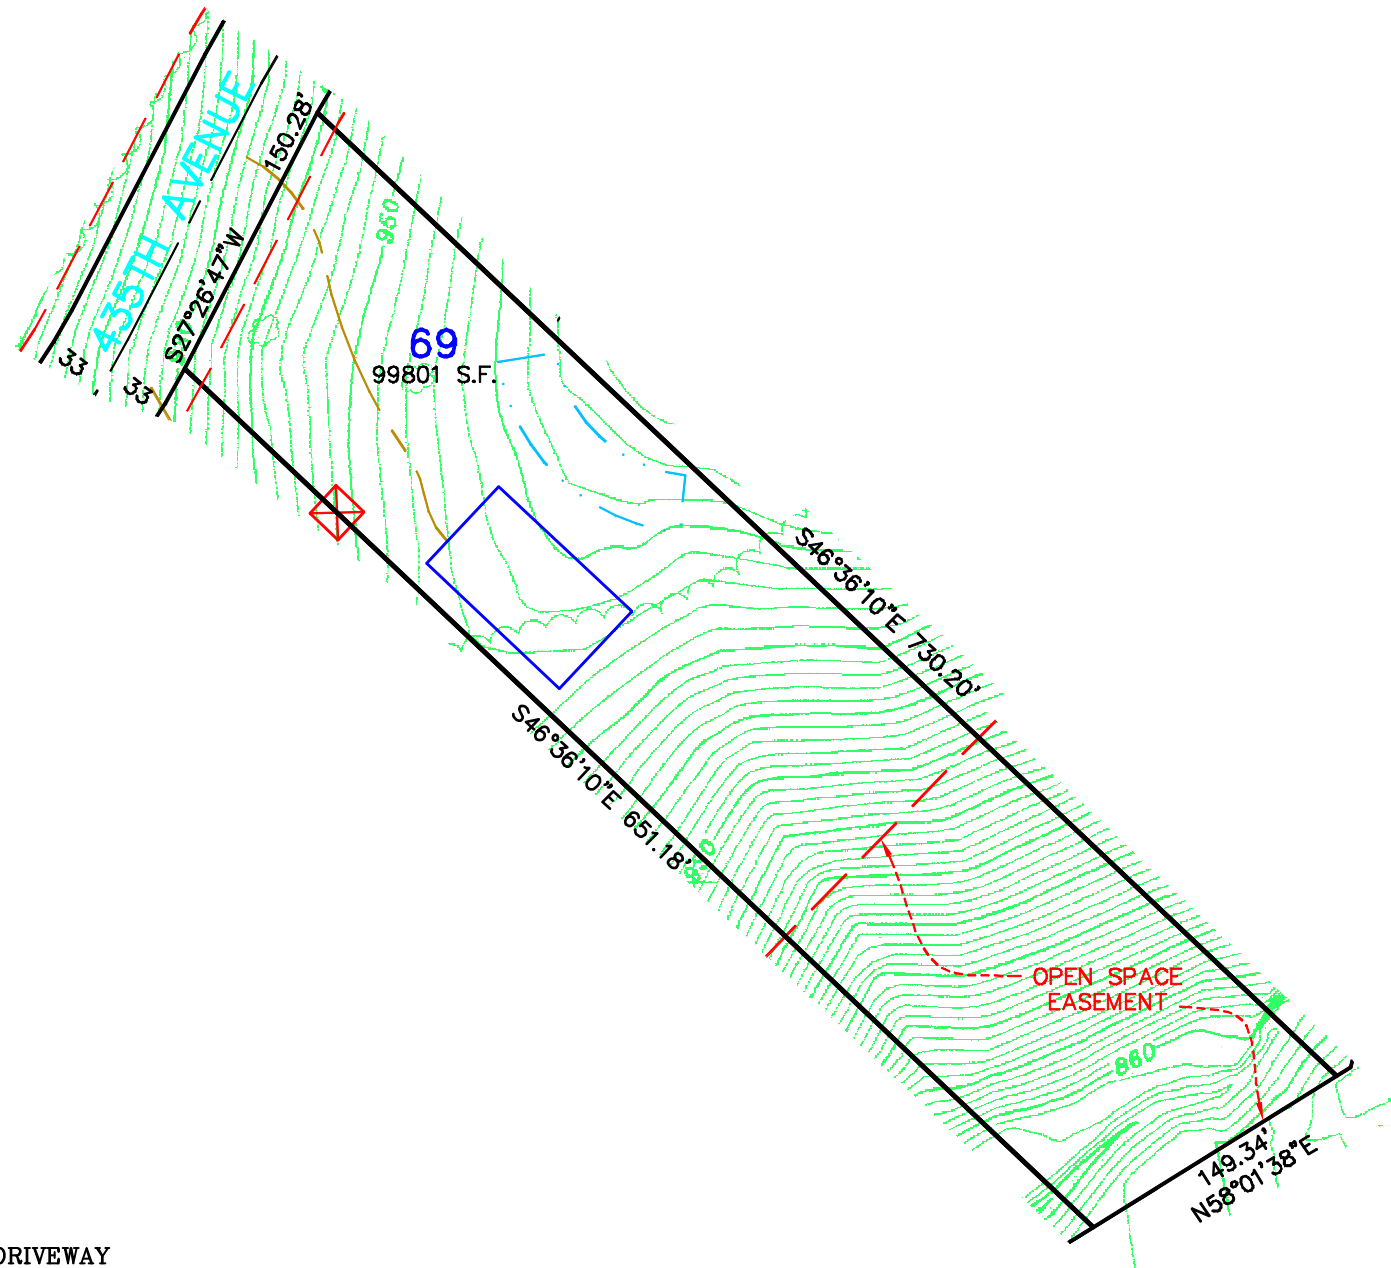 435TH AVENUE
150.28'
S27°26'47"W
33
33
950
69
99801 S.F.
S46°36'10"E 730.20'
S46°36'10"E 651.18'
OPEN SPACE
EASEMENT
860
149.34'
N58°01'38"E
DRIVEWAY